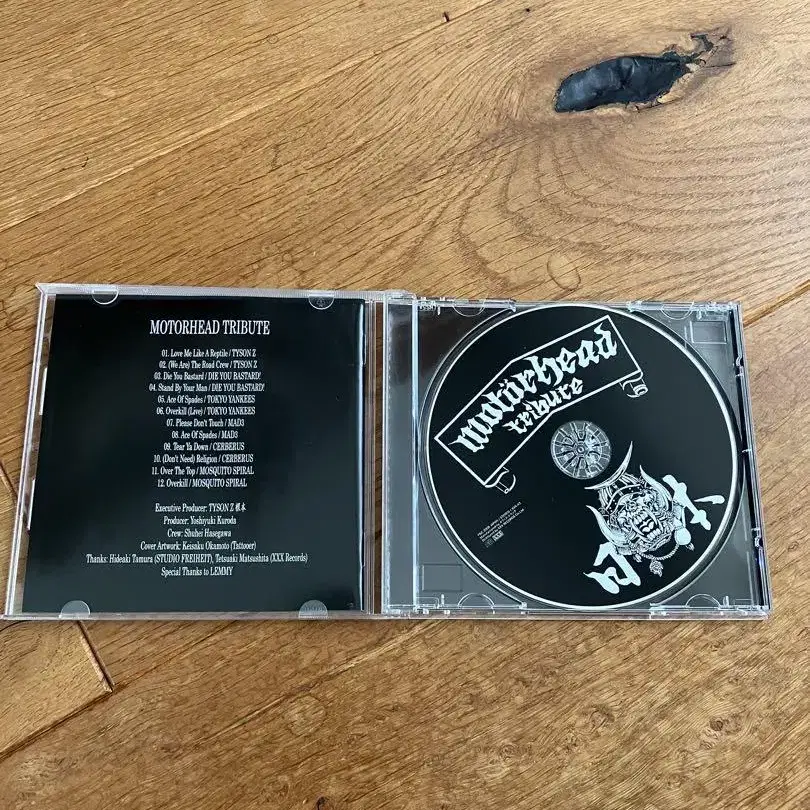 MOTORHEAD TRIBUTE
01. Love Me Like A Reptile / TYSON Z
02. (We Are) The Road Crew / TYSON Z
03. Die You Bastard / DIE YOU BASTARD!
04. Stand By Your Man / DIE YOU BASTARD!
05. Ace Of Spades / TOKYO YANKEES
06. Overkill (Live) / TOKYO YANKEES
07. Please Don't Touch / MAD3
08. Ace Of Spades / MAD3
09. Tear Ya Down / CERBERUS
10. (Don't Need) Religion / CERBERUS
11. Over The Top / MOSQUITO SPIRAL
12. Overkill / MOSQUITO SPIRAL
Executive Producer: TYSON Z 根本
Producer: Yoshiyuki Kuroda
Crew: Shuhei Hasegawa
Cover Artwork: Keisuku Okamoto (Tattooer)
Thanks: Hideaki Tamura (STUDIO FREIHEIT), Tetsuaki Matsushita (XXX Records)
Special Thanks to LEMMY
motörhead
tribute